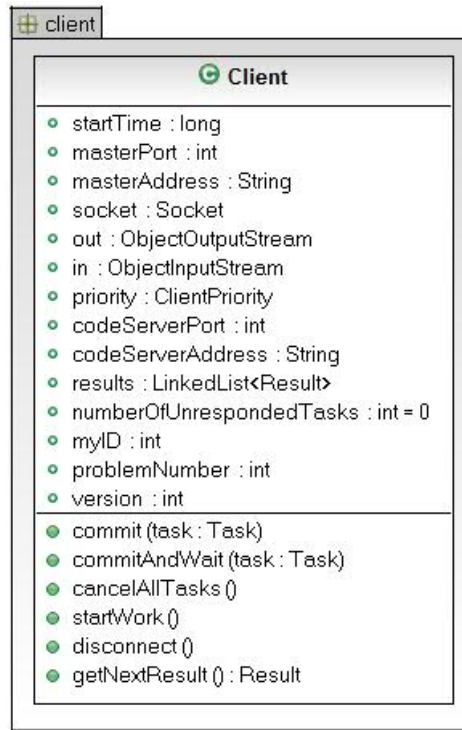 client
Client
startTime : long
masterPort : int
masterAddress : String
socket : Socket
out : ObjectOutputStream
in : ObjectInputStream
priority : ClientPriority
codeServerPort : int
codeServerAddress : String
results : LinkedList<Result>
numberOfUnrespondedTasks : int = 0
myID : int
problemNumber : int
version : int
commit (task : Task)
commitAndWait (task : Task)
cancelAllTasks ()
startWork ()
disconnect ()
getNextResult () : Result